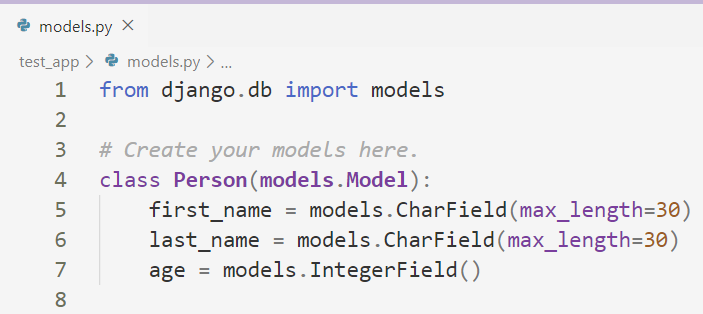 models.py ×
test_app > models.py > ...
1 from django.db import models
2
3 # Create your models here.
4 class Person(models.Model):
5     first_name = models.CharField(max_length=30)
6     last_name = models.CharField(max_length=30)
7     age = models.IntegerField()
8